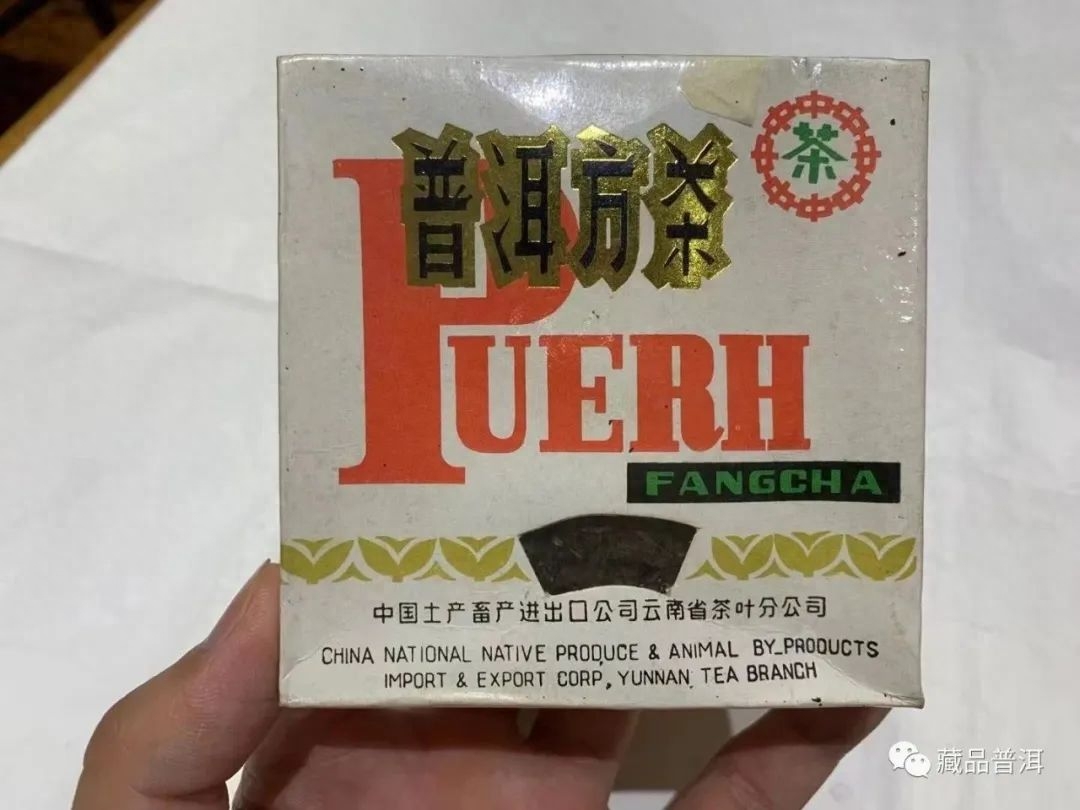 普洱方茶
茶
PUERH
FANGCHA
中国土产畜产进出口公司云南省茶叶分公司
CHINA NATIONAL NATIVE PRODUCE & ANIMAL BY_PRODUCTS
IMPORT & EXPORT CORP, YUNNAN TEA BRANCH
藏品普洱